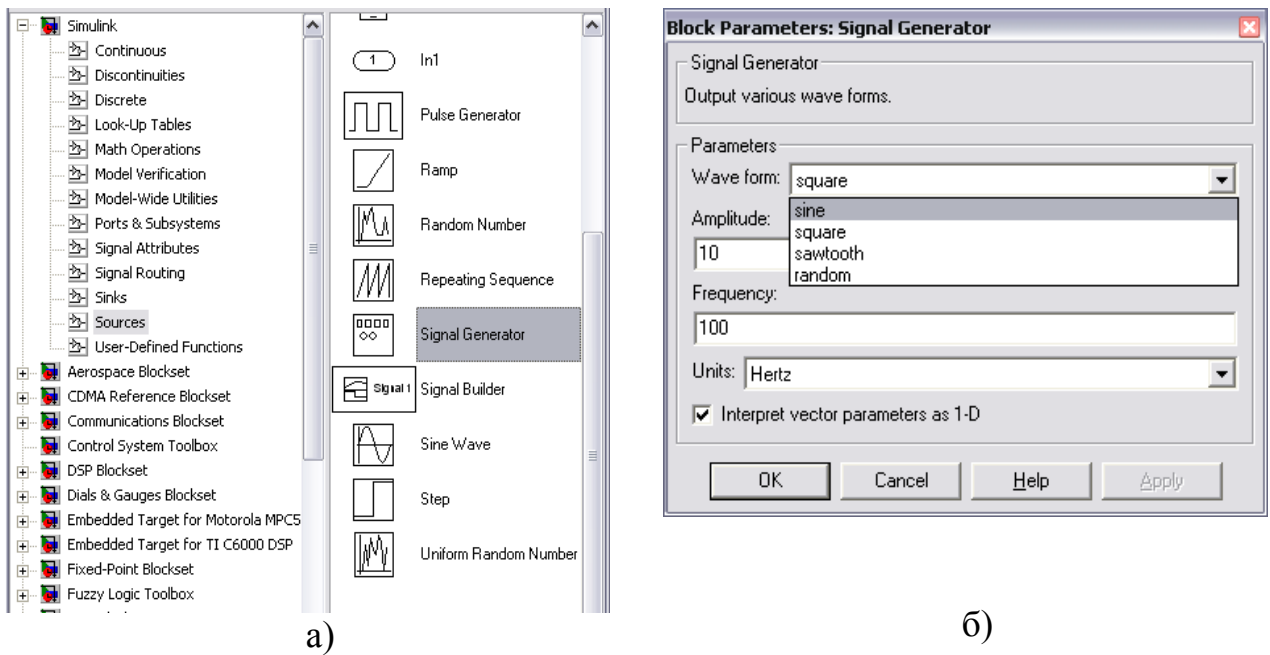 Simulink
Continuous
Discontinuities
Discrete
Look-Up Tables
Math Operations
Model Verification
Model-Wide Utilities
Ports & Subsystems
Signal Attributes
Signal Routing
Sinks
Sources
User-Defined Functions
Aerospace Blockset
CDMA Reference Blockset
Communications Blockset
Control System Toolbox
DSP Blockset
Dials & Gauges Blockset
Embedded Target for Motorola MPC5
Embedded Target for TI C6000 DSP
Fixed-Point Blockset
Fuzzy Logic Toolbox
1 In1
Pulse Generator
Ramp
Random Number
Repeating Sequence
Signal Generator
Signal 1 Signal Builder
Sine Wave
Step
Uniform Random Number
а)
Block Parameters: Signal Generator
Signal Generator
Output various wave forms.
Parameters
Wave form: square
sine
square
sawtooth
random
Amplitude:
10
Frequency:
100
Units: Hertz
Interpret vector parameters as 1-D
OK Cancel Help Apply
б)